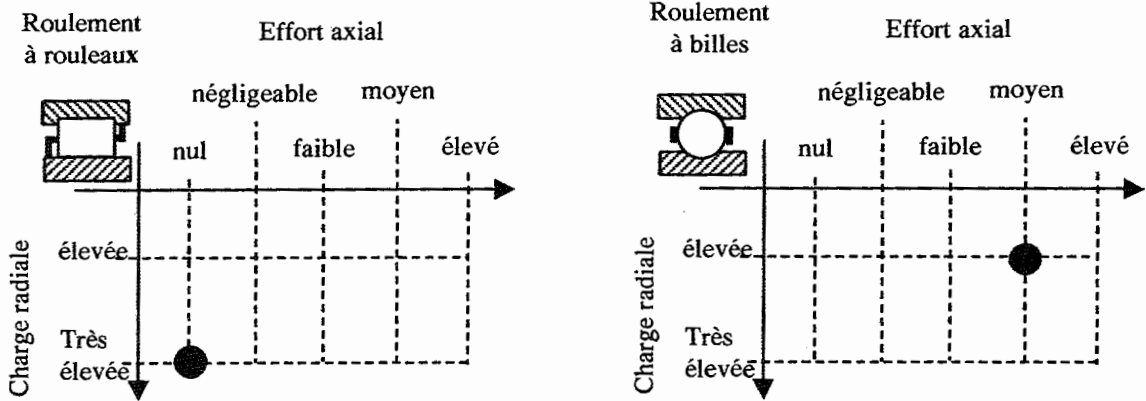 Roulement
à rouleaux
Effort axial
négligeable moyen
nul faible élevé
Charge radiale
élevée
Très
élevée
Roulement
à billes
Effort axial
négligeable moyen
nul faible élevé
Charge radiale
élevée
Très
élevée